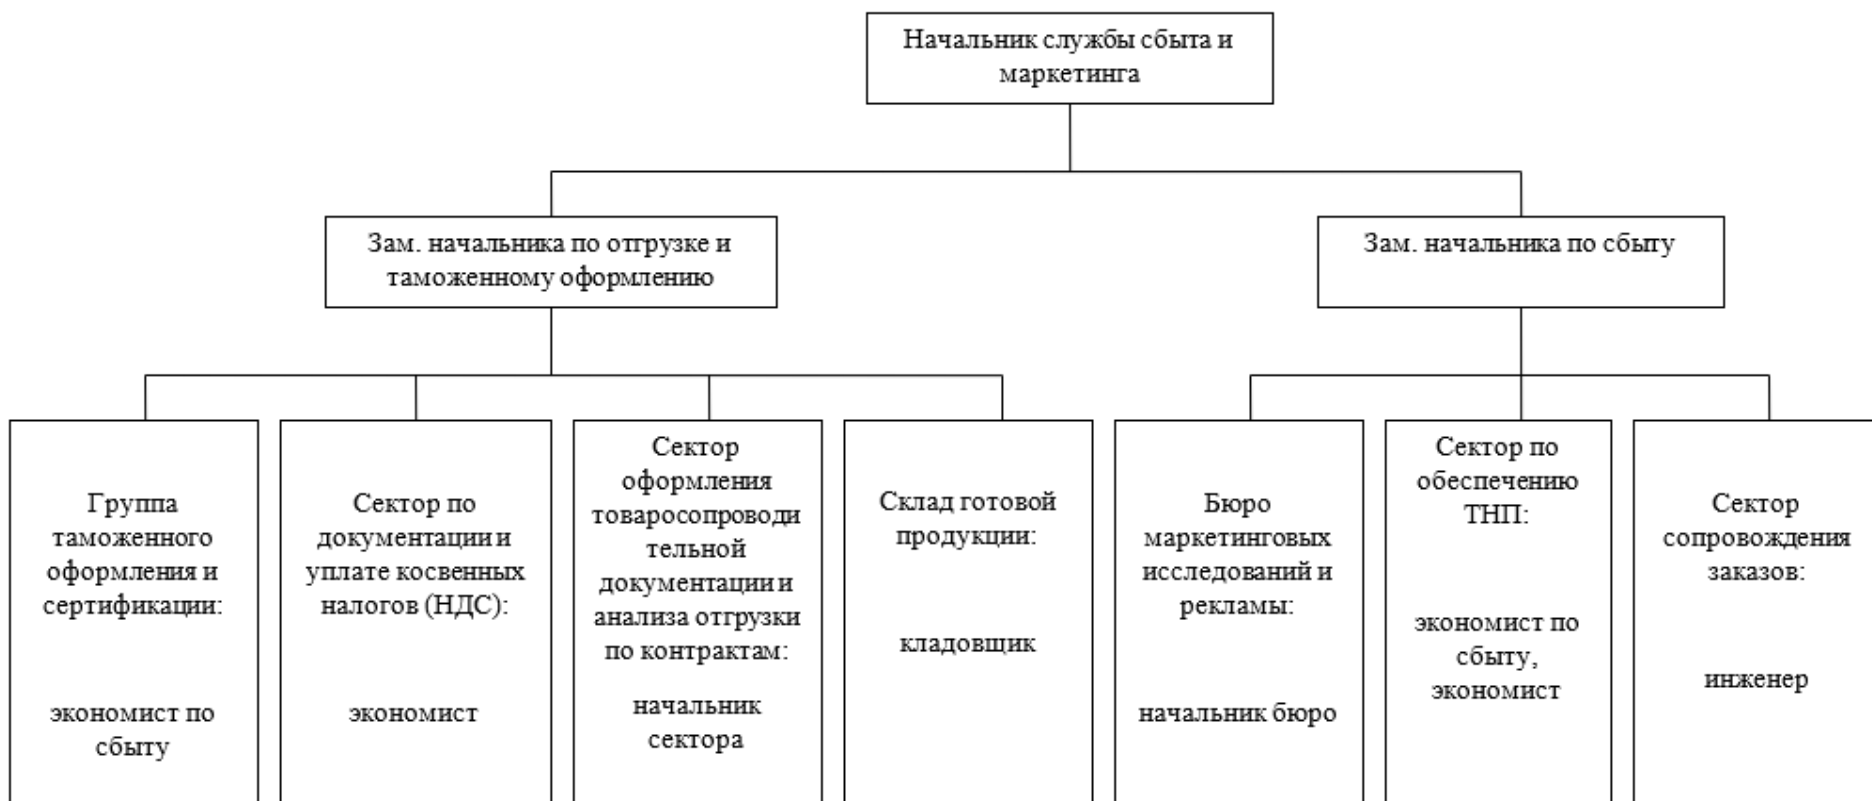 Начальник службы сбыта и
маркетинга
Зам. начальника по отгрузке и
таможенному оформлению
Зам. начальника по сбыту
Группа
таможенного
оформления и
сертификации:
экономист по
сбыту
Сектор по
документации и
уплате косвенных
налогов (НДС):
экономист
Сектор
оформления
товаросопроводи
тельной
документации и
анализа отгрузки
по контрактам:
начальник
сектора
Склад готовой
продукции:
кладовщик
Бюро
маркетинговых
исследований и
рекламы:
начальник бюро
Сектор по
обеспечению
ТНП:
экономист по
сбыту,
экономист
Сектор
сопровождения
заказов:
инженер